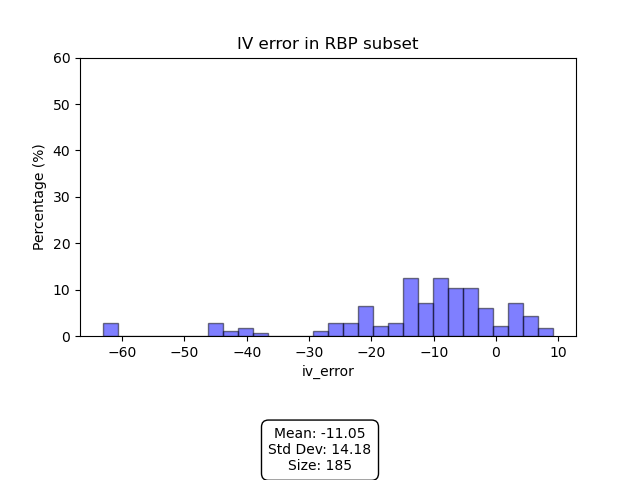 IV error in RBP subset
60
50
40
30
20
10
0
Percentage (%)
−60 −50 −40 −30 −20 −10 0 10
iv_error
Mean: -11.05
Std Dev: 14.18
Size: 185